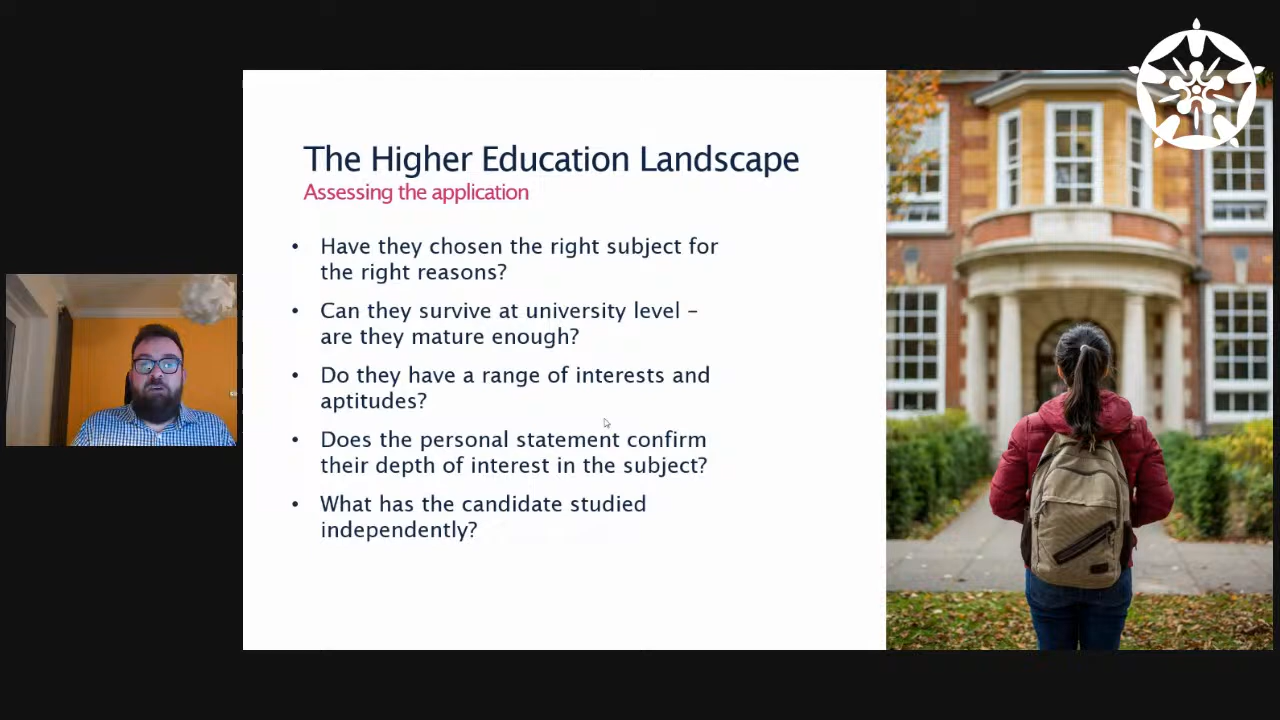 The Higher Education Landscape
Assessing the application
• Have they chosen the right subject for
the right reasons?
• Can they survive at university level –
are they mature enough?
• Do they have a range of interests and
aptitudes?
• Does the personal statement confirm
their depth of interest in the subject?
• What has the candidate studied
independently?